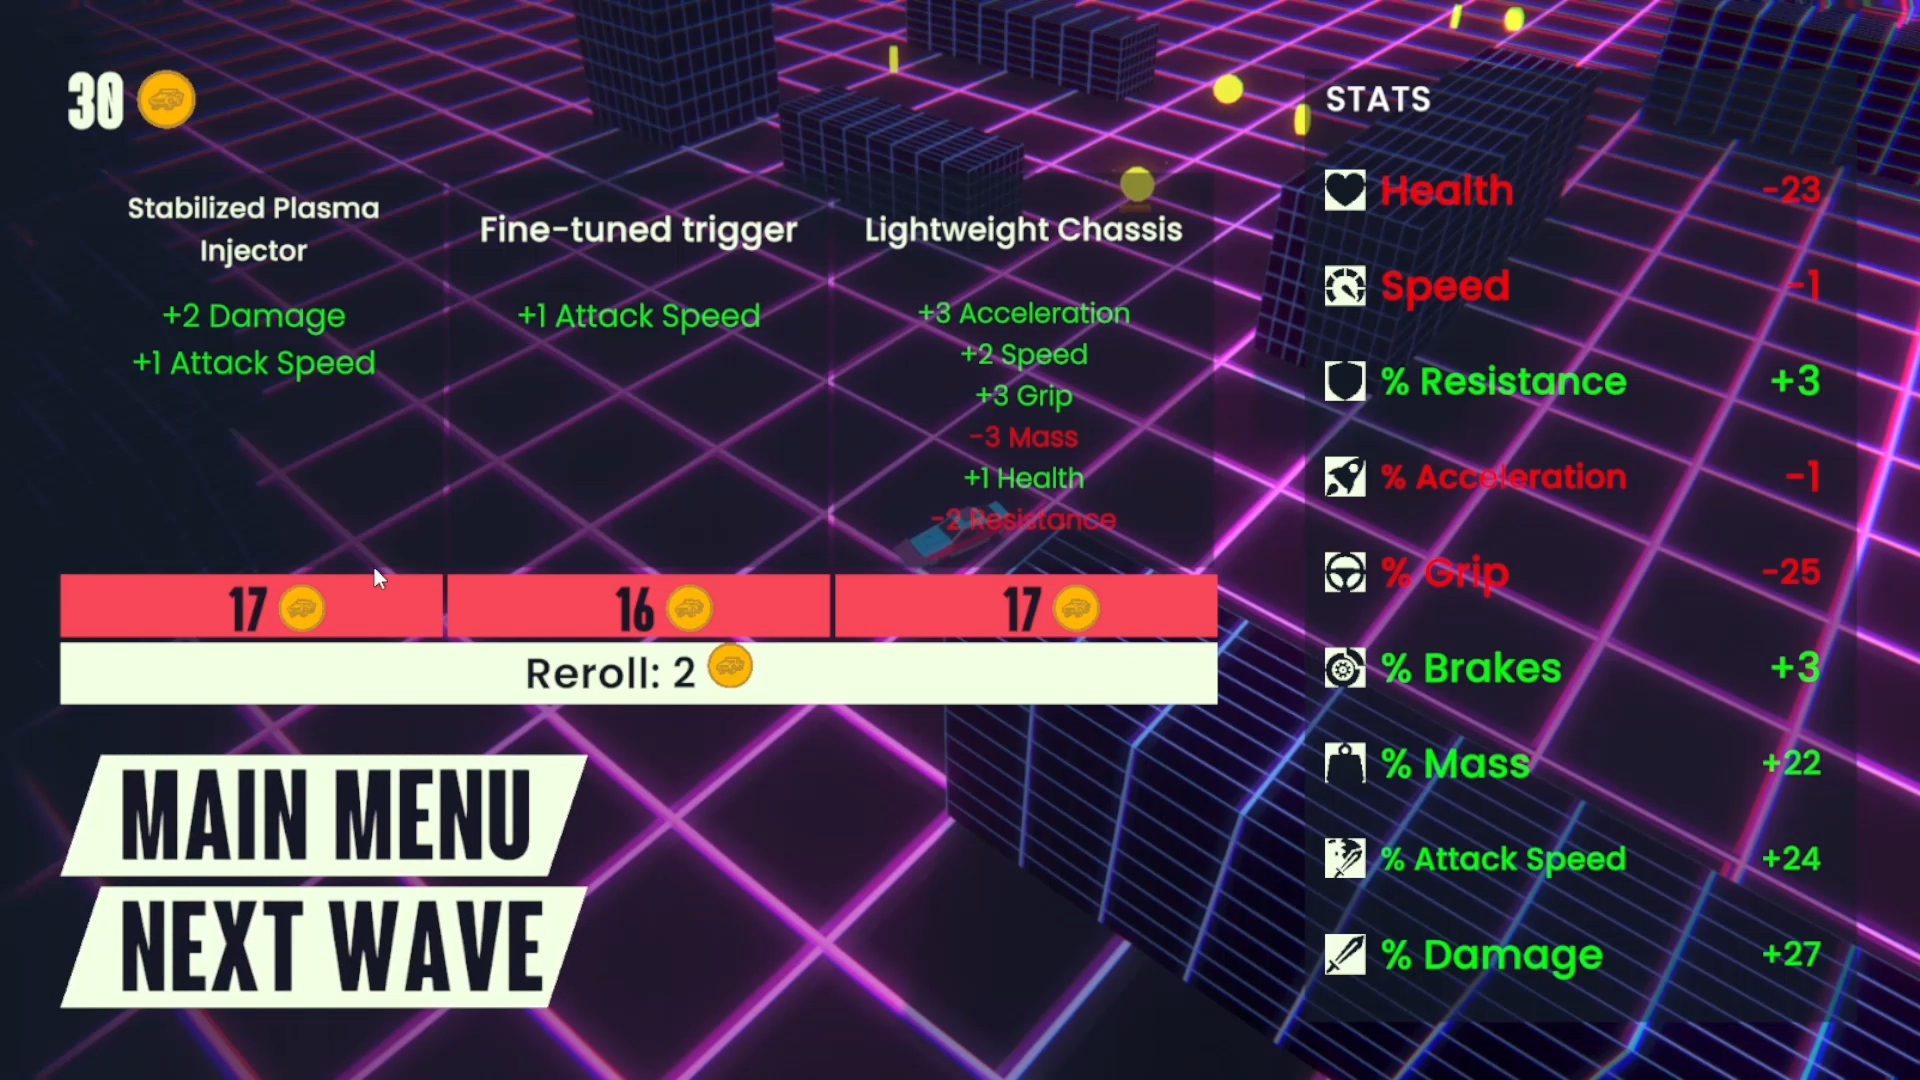 30
Stabilized Plasma
Injector
+2 Damage
+1 Attack Speed
17
Fine-tuned trigger
+1 Attack Speed
16
Lightweight Chassis
+3 Acceleration
+2 Speed
+3 Grip
-3 Mass
+1 Health
-2 Resistance
17
Reroll: 2
MAIN MENU
NEXT WAVE
STATS
Health -23
Speed -1
% Resistance +3
% Acceleration -1
% Grip -25
% Brakes +3
% Mass +22
% Attack Speed +24
% Damage +27